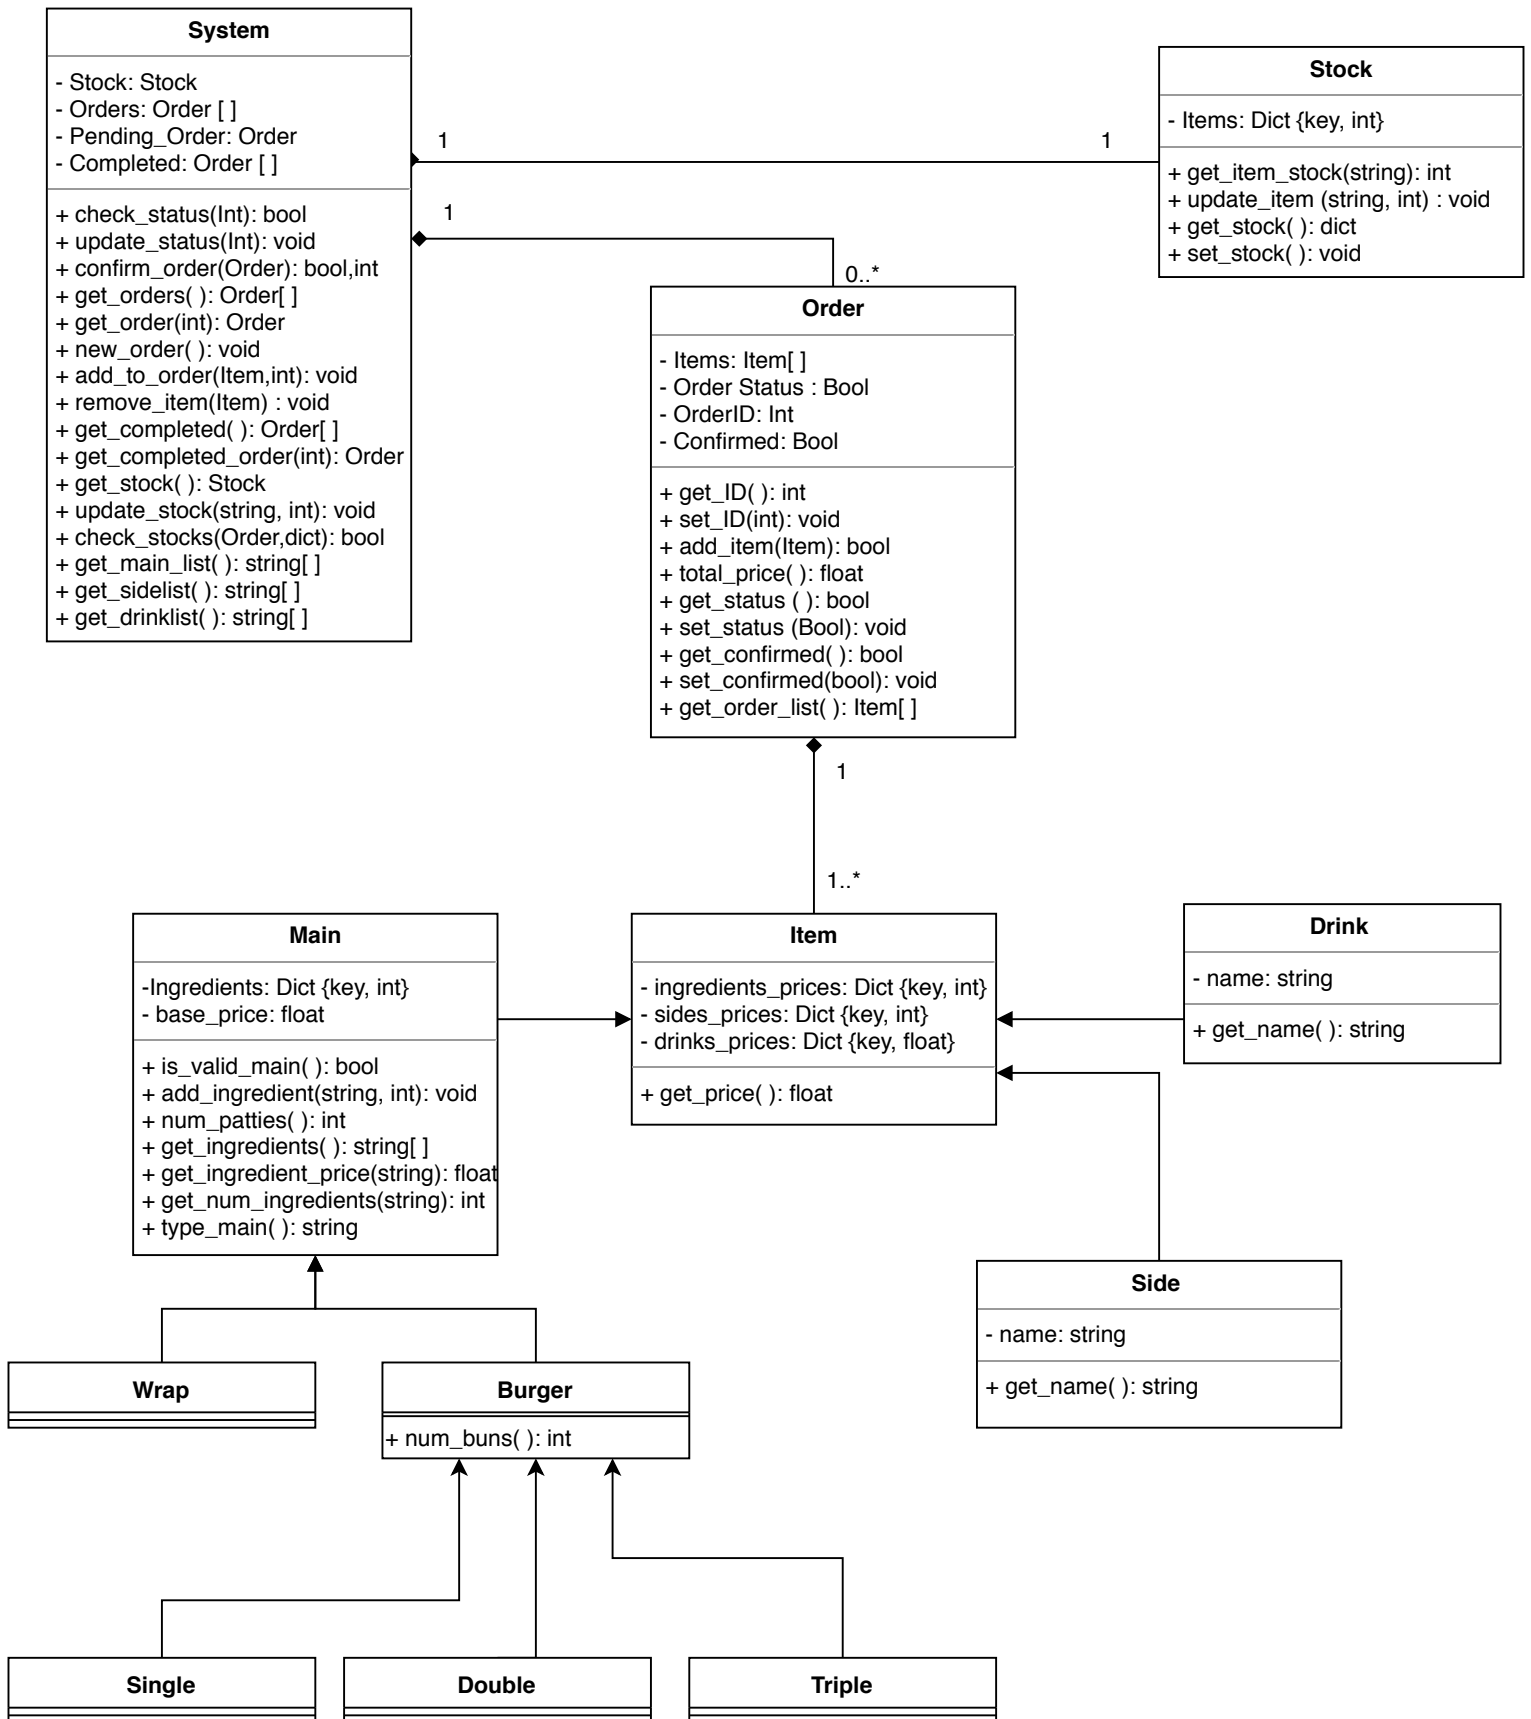 System
- Stock: Stock
- Orders: Order [ ]
- Pending_Order: Order
- Completed: Order [ ]
+ check_status(Int): bool
+ update_status(Int): void
+ confirm_order(Order): bool,int
+ get_orders( ): Order[ ]
+ get_order(int): Order
+ new_order( ): void
+ add_to_order(Item,int): void
+ remove_item(Item) : void
+ get_completed( ): Order[ ]
+ get_completed_order(int): Order
+ get_stock( ): Stock
+ update_stock(string, int): void
+ check_stocks(Order,dict): bool
+ get_main_list( ): string[ ]
+ get_sidelist( ): string[ ]
+ get_drinklist( ): string[ ]
1
1
Stock
- Items: Dict {key, int}
+ get_item_stock(string): int
+ update_item (string, int) : void
+ get_stock( ): dict
+ set_stock( ): void
1
0..*
Order
- Items: Item[ ]
- Order Status : Bool
- OrderID: Int
- Confirmed: Bool
+ get_ID( ): int
+ set_ID(int): void
+ add_item(Item): bool
+ total_price( ): float
+ get_status ( ): bool
+ set_status (Bool): void
+ get_confirmed( ): bool
+ set_confirmed(bool): void
+ get_order_list( ): Item[ ]
1
1..*
Main
-Ingredients: Dict {key, int}
- base_price: float
+ is_valid_main( ): bool
+ add_ingredient(string, int): void
+ num_patties( ): int
+ get_ingredients( ): string[ ]
+ get_ingredient_price(string): float
+ get_num_ingredients(string): int
+ type_main( ): string
Item
- ingredients_prices: Dict {key, int}
- sides_prices: Dict {key, int}
- drinks_prices: Dict {key, float}
+ get_price( ): float
Drink
- name: string
+ get_name( ): string
Side
- name: string
+ get_name( ): string
Wrap
Burger
+ num_buns( ): int
Single
Double
Triple